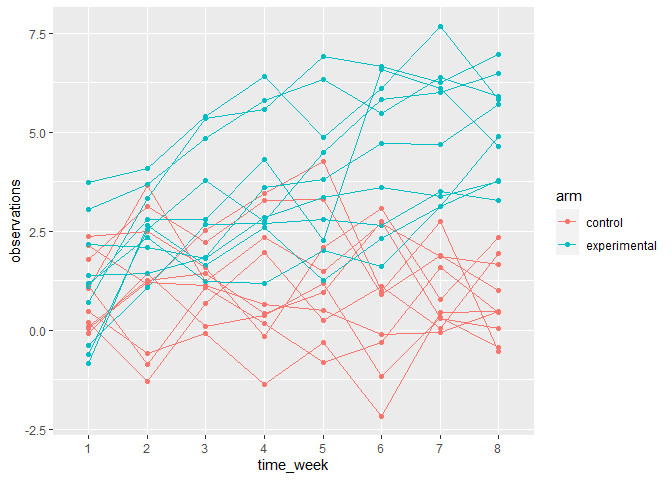 7.5
5.0
2.5
0.0
-2.5
observations
1 2 3 4 5 6 7 8
time_week
arm
control
experimental